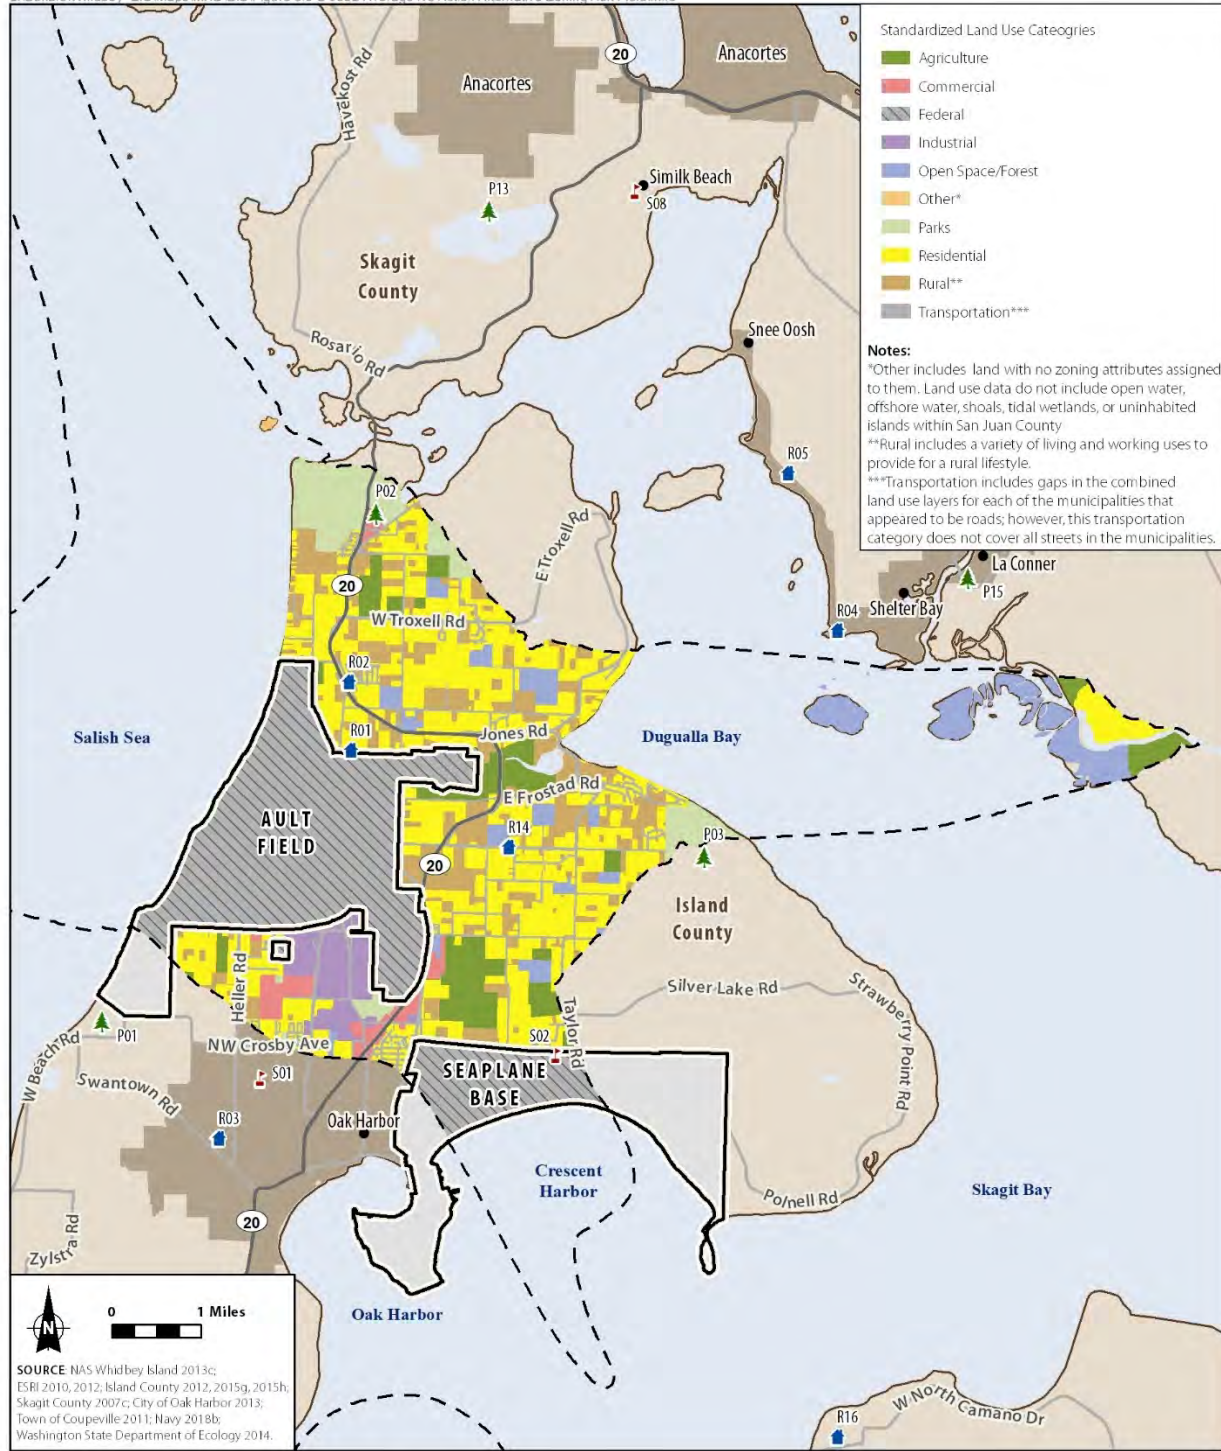 Standardized Land Use Cateogries
Agriculture
Commercial
Federal
Industrial
Open Space/Forest
Other*
Parks
Residential
Rural**
Transportation***
Notes:
*Other includes land with no zoning attributes assigned
to them. Land use data do not include open water,
offshore water, shoals, tidal wetlands, or uninhabited
islands within San Juan County
**Rural includes a variety of living and working uses to
provide for a rural lifestyle.
***Transportation includes gaps in the combined
land use layers for each of the municipalities that
appeared to be roads; however, this transportation
category does not cover all streets in the municipalities.
20
Anacortes
Anacortes
Havekost Rd
P13
Similk Beach
S08
Skagit
County
Rosario Rd
Snee Oosh
R05
P02
20
E Troxell Rd
W Troxell Rd
La Conner
P15
Shelter Bay
R04
R02
R01
Jones Rd
Salish Sea
Dugualla Bay
E Frostad Rd
AULT
FIELD
R14
20
P03
Island
County
Heller Rd
Silver Lake Rd
Strawberry Point Rd
Taylor Rd
P01
W Beach Rd
NW Crosby Ave
S02
SEAPLANE
BASE
S01
Swantown Rd
R03
Oak Harbor
Crescent
Harbor
Skagit Bay
Polnell Rd
20
Zylstra Rd
Oak Harbor
N
0 1 Miles
SOURCE: NAS Whidbey Island 2013c;
ESRI 2010, 2012; Island County 2012, 2015g, 2015h;
Skagit County 2007c; City of Oak Harbor 2013;
Town of Coupeville 2011; Navy 2018b;
Washington State Department of Ecology 2014.
W North Camano Dr
R16